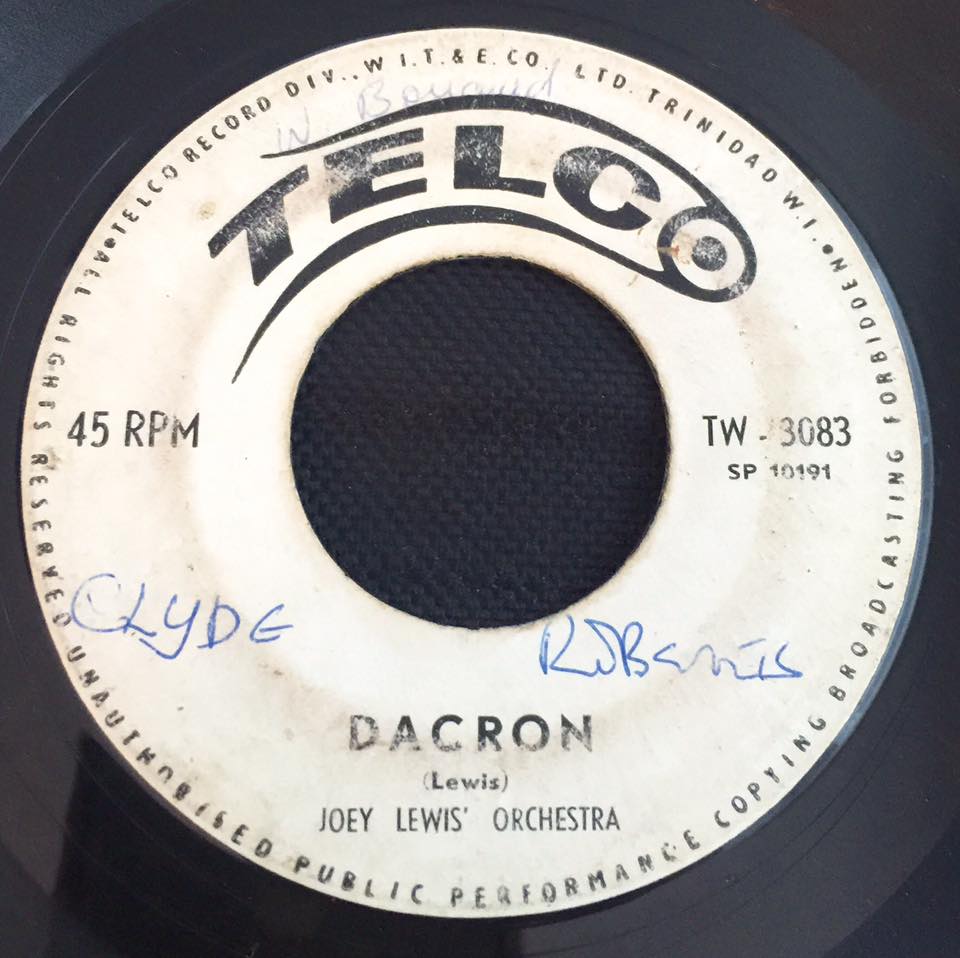 TELCO RECORD DIV., W.I.T. & E. CO. LTD. TRINIDAD W.I. • ALL RIGHTS RESERVED UNAUTHORISED PUBLIC PERFORMANCE COPYING BROADCASTING FORBIDDEN •
W.
TELCO
45 RPM
TW - 3083
SP 10191
CLYDE
DACRON
(Lewis)
JOEY LEWIS' ORCHESTRA